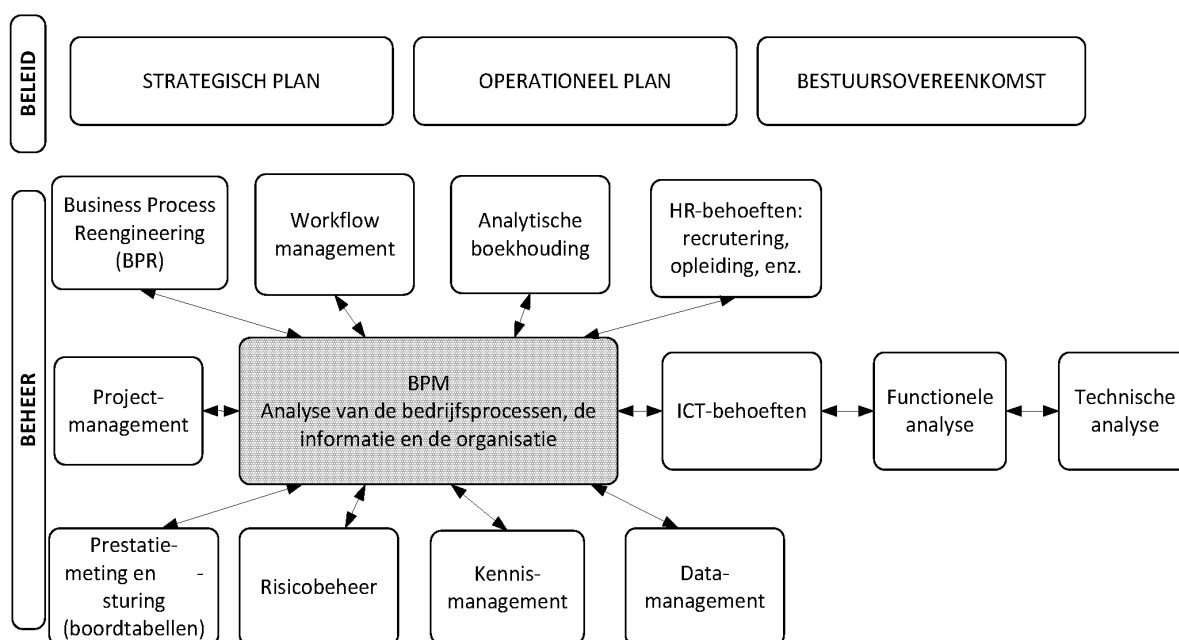 BELEID
STRATEGISCH PLAN
OPERATIONEEL PLAN
BESTUURSOVEREENKOMST
BEHEER
Business Process
Reengineering
(BPR)
Workflow
management
Analytische
boekhouding
HR-behoeften:
recrutering,
opleiding, enz.
Project-
management
BPM
Analyse van de bedrijfsprocessen, de
informatie en de organisatie
ICT-behoeften
Functionele
analyse
Technische
analyse
Prestatie-
meting en -
sturing
(boordtabellen)
Risicobeheer
Kennis-
management
Data-
management